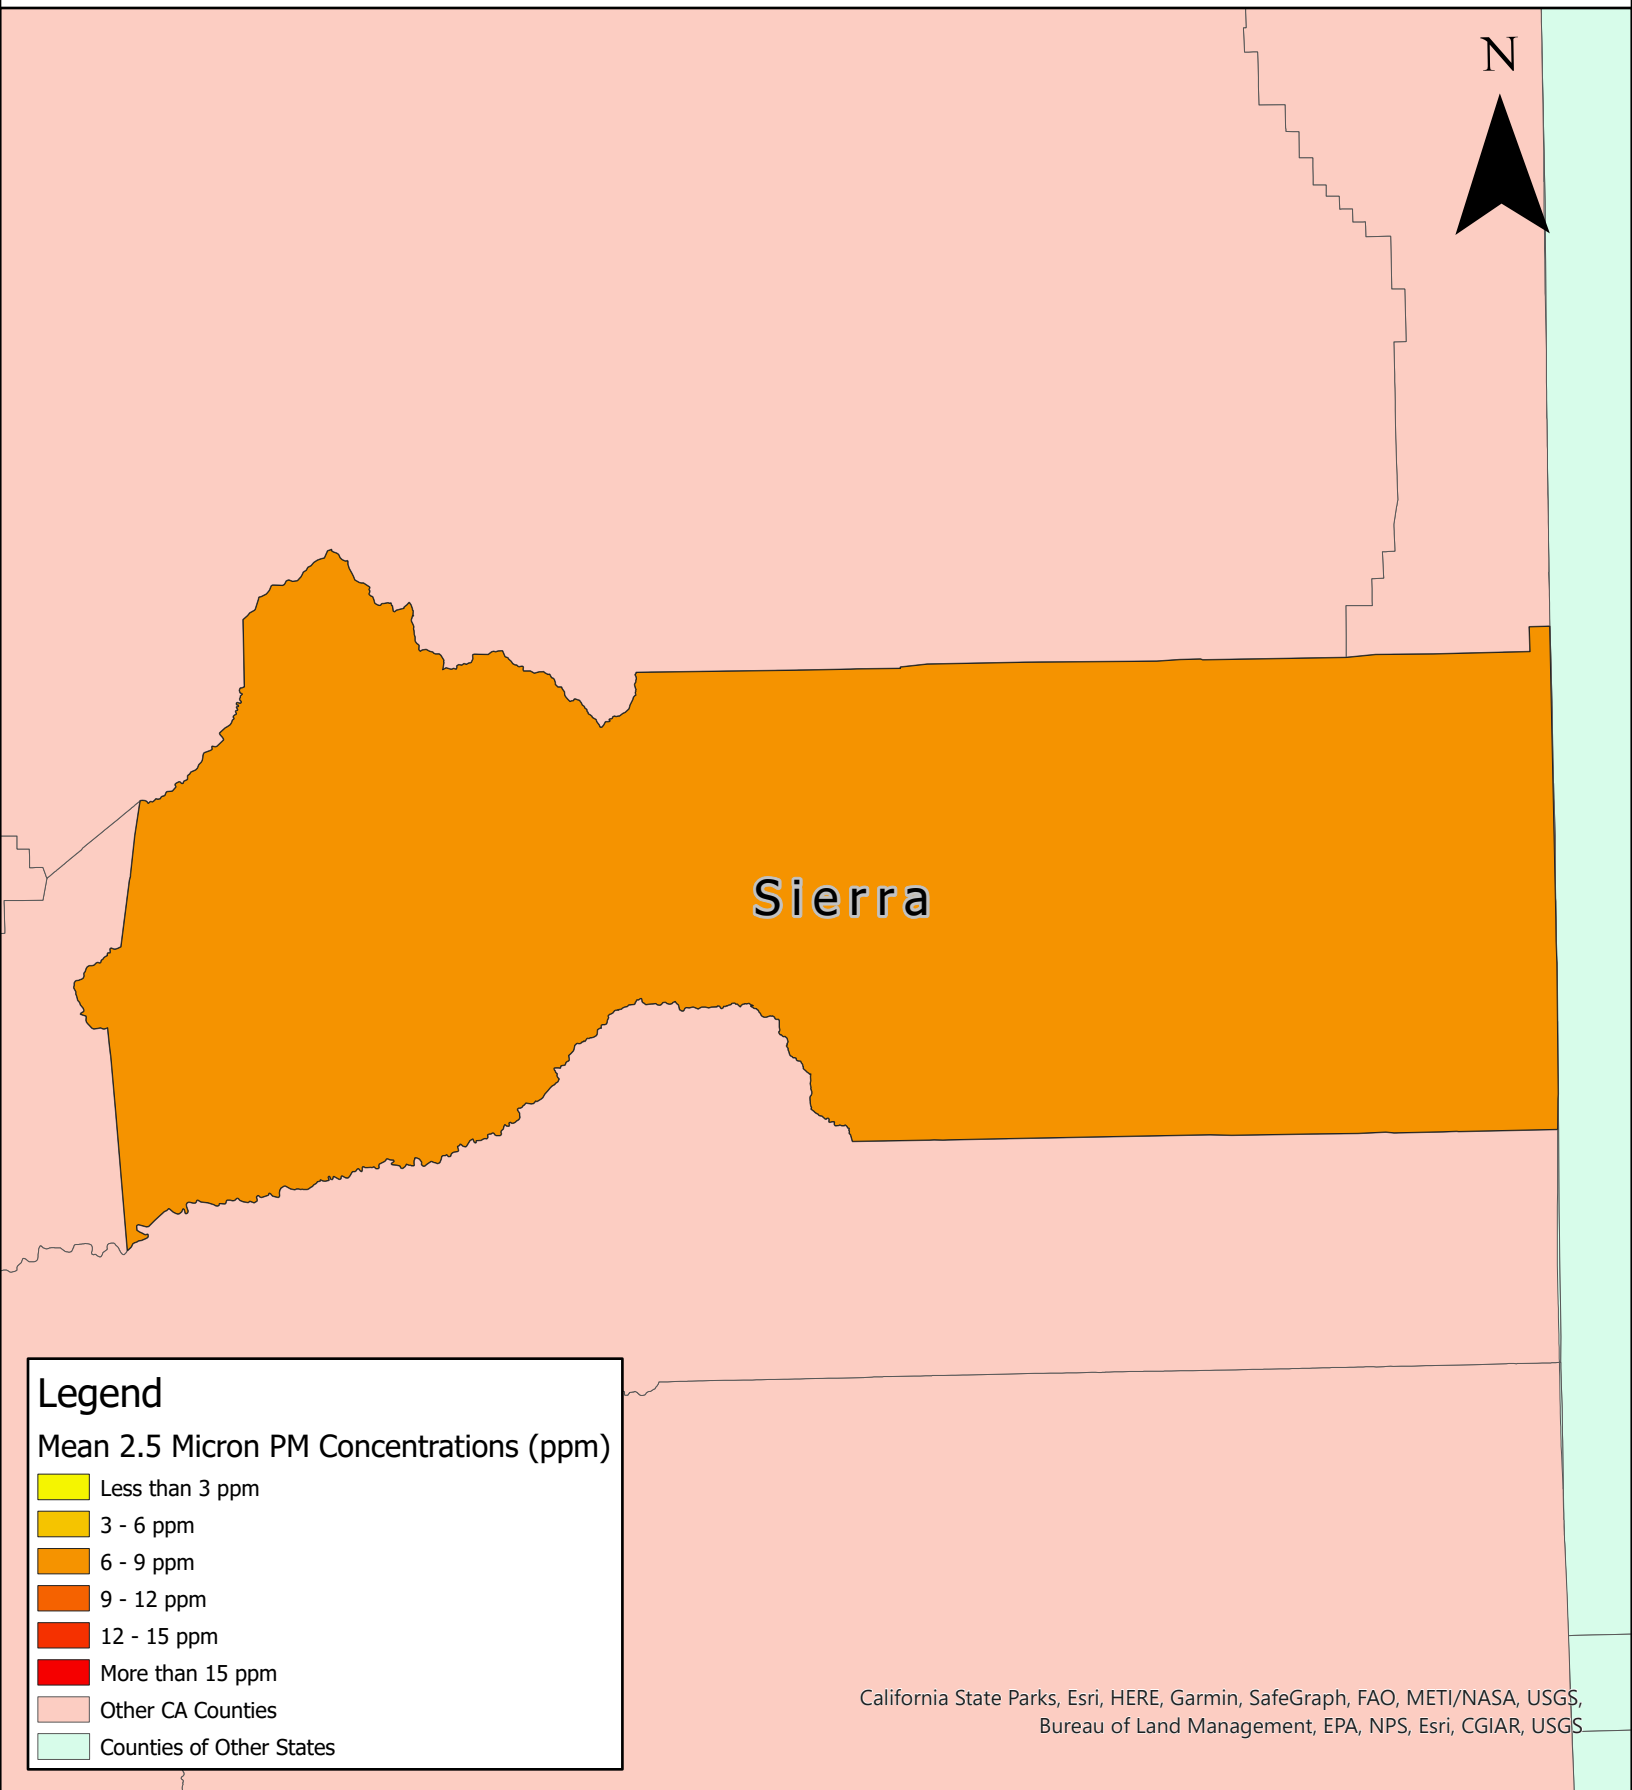 N
Sierra
Legend
Mean 2.5 Micron PM Concentrations (ppm)
Less than 3 ppm
3 - 6 ppm
6 - 9 ppm
9 - 12 ppm
12 - 15 ppm
More than 15 ppm
Other CA Counties
Counties of Other States
California State Parks, Esri, HERE, Garmin, SafeGraph, FAO, METI/NASA, USGS,
Bureau of Land Management, EPA, NPS, Esri, CGIAR, USGS